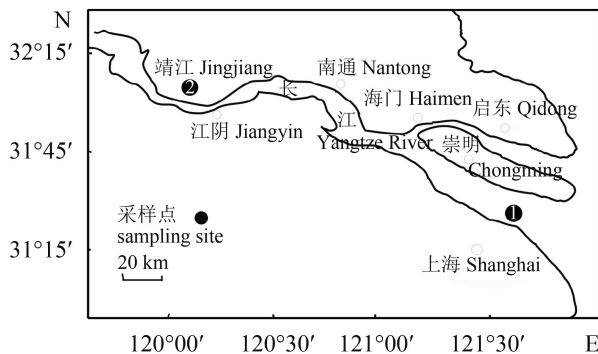 N
32°15′
31°45′
31°15′
靖江 Jingjiang
❷
南通 Nantong
长
江
海门 Haimen
启东 Qidong
江阴 Jiangyin
Yangtze River
崇明
Chongming
采样点
sampling site
20 km
❶
上海 Shanghai
120°00′ 120°30′ 121°00′ 121°30′ E